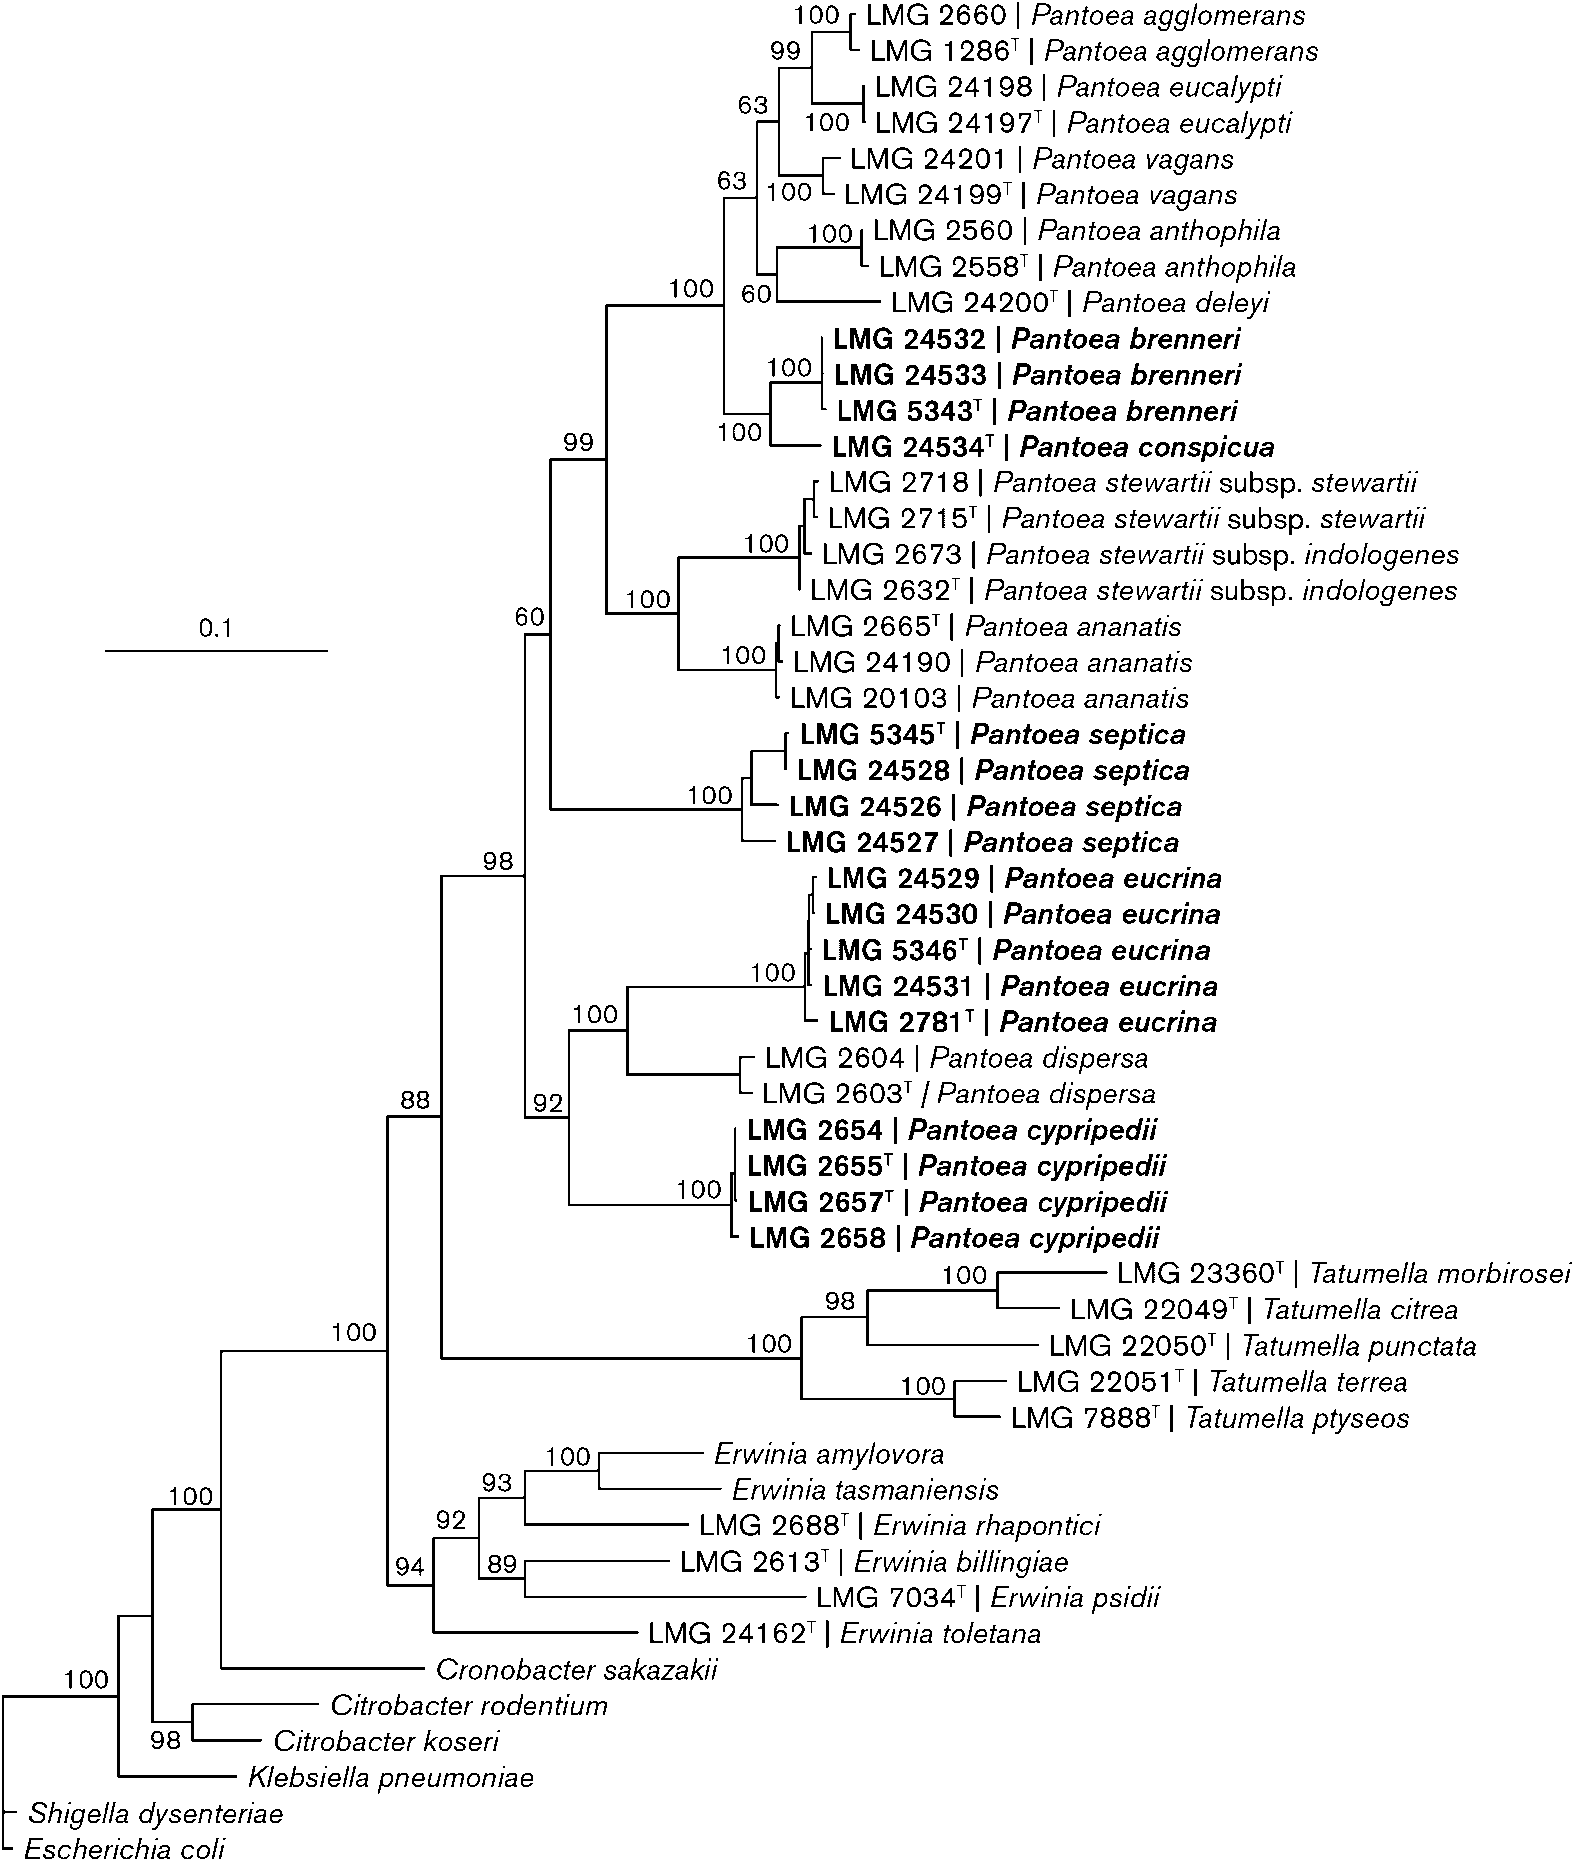 100
LMG 2660 | Pantoea agglomerans
99
LMG 1286ᵀ | Pantoea agglomerans
LMG 24198 | Pantoea eucalypti
63
100
LMG 24197ᵀ | Pantoea eucalypti
LMG 24201 | Pantoea vagans
63
100
LMG 24199ᵀ | Pantoea vagans
100
LMG 2560 | Pantoea anthophila
LMG 2558ᵀ | Pantoea anthophila
100
60
LMG 24200ᵀ | Pantoea deleyi
LMG 24532 | Pantoea brenneri
100
LMG 24533 | Pantoea brenneri
LMG 5343ᵀ | Pantoea brenneri
99
100
LMG 24534ᵀ | Pantoea conspicua
LMG 2718 | Pantoea stewartii subsp. stewartii
LMG 2715ᵀ | Pantoea stewartii subsp. stewartii
100
LMG 2673 | Pantoea stewartii subsp. indologenes
100
LMG 2632ᵀ | Pantoea stewartii subsp. indologenes
0.1
60
LMG 2665ᵀ | Pantoea ananatis
100
LMG 24190 | Pantoea ananatis
LMG 20103 | Pantoea ananatis
LMG 5345ᵀ | Pantoea septica
LMG 24528 | Pantoea septica
100
LMG 24526 | Pantoea septica
LMG 24527 | Pantoea septica
98
LMG 24529 | Pantoea eucrina
LMG 24530 | Pantoea eucrina
LMG 5346ᵀ | Pantoea eucrina
100
LMG 24531 | Pantoea eucrina
100
LMG 2781ᵀ | Pantoea eucrina
LMG 2604 | Pantoea dispersa
88
92
LMG 2603ᵀ / Pantoea dispersa
LMG 2654 | Pantoea cypripedii
LMG 2655ᵀ | Pantoea cypripedii
100
LMG 2657ᵀ | Pantoea cypripedii
LMG 2658 | Pantoea cypripedii
100
LMG 23360ᵀ | Tatumella morbirosei
98
LMG 22049ᵀ | Tatumella citrea
100
100
LMG 22050ᵀ | Tatumella punctata
100
LMG 22051ᵀ | Tatumella terrea
LMG 7888ᵀ | Tatumella ptyseos
100
Erwinia amylovora
100
93
Erwinia tasmaniensis
92
LMG 2688ᵀ | Erwinia rhapontici
94
89
LMG 2613ᵀ | Erwinia billingiae
LMG 7034ᵀ | Erwinia psidii
LMG 24162ᵀ | Erwinia toletana
100
Cronobacter sakazakii
Citrobacter rodentium
98
Citrobacter koseri
Klebsiella pneumoniae
Shigella dysenteriae
Escherichia coli